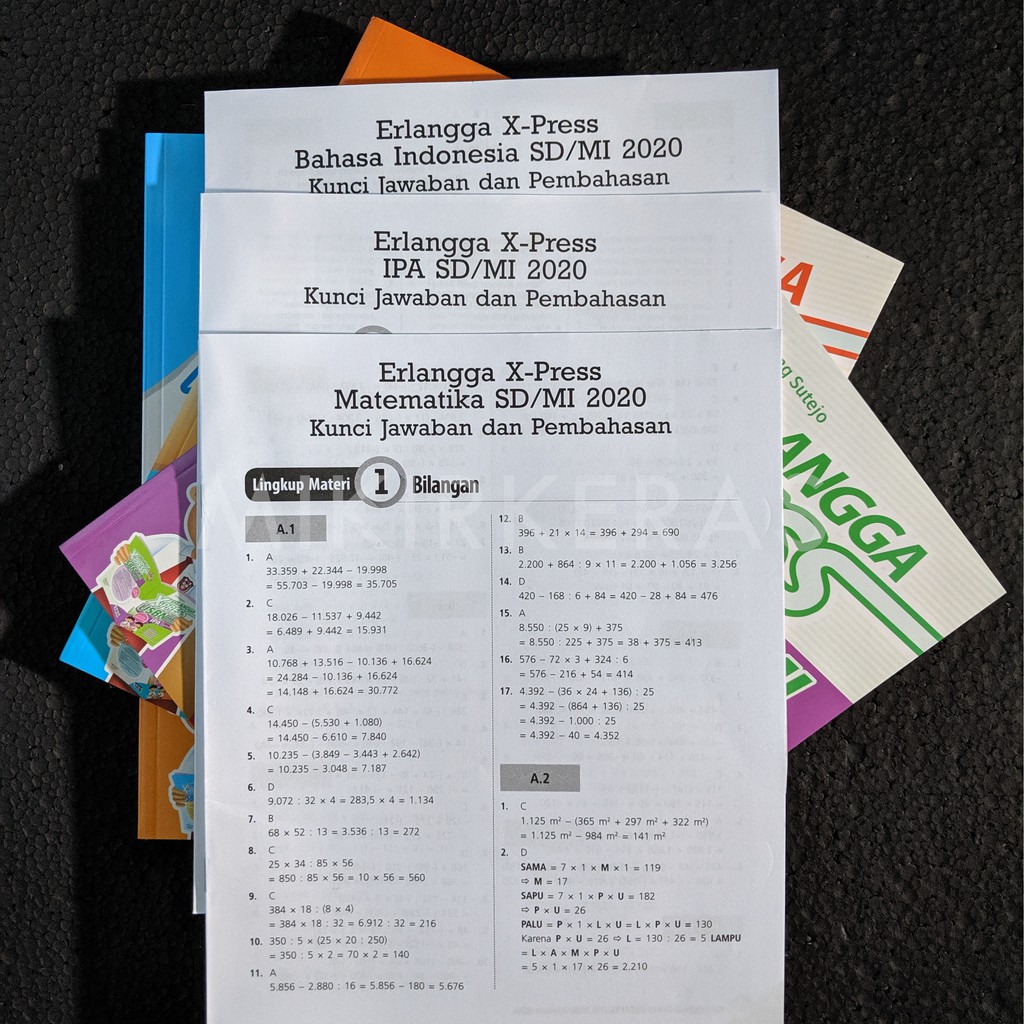 Erlangga X-Press
Bahasa Indonesia SD/MI 2020
Kunci Jawaban dan Pembahasan
Erlangga X-Press
IPA SD/MI 2020
Kunci Jawaban dan Pembahasan
Erlangga X-Press
Matematika SD/MI 2020
Kunci Jawaban dan Pembahasan
Lingkup Materi 1 Bilangan
A.1
1. A
33.359 + 22.344 – 19.998
= 55.703 – 19.998 = 35.705
2. C
18.026 – 11.537 + 9.442
= 6.489 + 9.442 = 15.931
3. A
10.768 + 13.516 – 10.136 + 16.624
= 24.284 – 10.136 + 16.624
= 14.148 + 16.624 = 30.772
4. C
14.450 – (5.530 + 1.080)
= 14.450 – 6.610 = 7.840
5. 10.235 – (3.849 – 3.443 + 2.642)
= 10.235 – 3.048 = 7.187
6. D
9.072 : 32 × 4 = 283,5 × 4 = 1.134
7. B
68 × 52 : 13 = 3.536 : 13 = 272
8. C
25 × 34 : 85 × 56
= 850 : 85 × 56 = 10 × 56 = 560
9. C
384 × 18 : (8 × 4)
= 384 × 18 : 32 = 6.912 : 32 = 216
10. 350 : 5 × (25 × 20 : 250)
= 350 : 5 × 2 = 70 × 2 = 140
11. A
5.856 – 2.880 : 16 = 5.856 – 180 = 5.676
12. B
396 + 21 × 14 = 396 + 294 = 690
13. B
2.200 + 864 : 9 × 11 = 2.200 + 1.056 = 3.256
14. D
420 – 168 : 6 + 84 = 420 – 28 + 84 = 476
15. A
8.550 : (25 × 9) + 375
= 8.550 : 225 + 375 = 38 + 375 = 413
16. 576 – 72 × 3 + 324 : 6
= 576 – 216 + 54 = 414
17. 4.392 – (36 × 24 + 136) : 25
= 4.392 – (864 + 136) : 25
= 4.392 – 1.000 : 25
= 4.392 – 40 = 4.352
A.2
1. C
1.125 m² – (365 m² + 297 m² + 322 m²)
= 1.125 m² – 984 m² = 141 m²
2. D
SAMA = 7 × 1 × M × 1 = 119
⇨ M = 17
SAPU = 7 × 1 × P × U = 182
⇨ P × U = 26
PALU = P × 1 × L × U = L × P × U = 130
Karena P × U = 26 ⇨ L = 130 : 26 = 5 LAMPU
= L × A × M × P × U
= 5 × 1 × 17 × 26 = 2.210
Sutejo
ANGGA